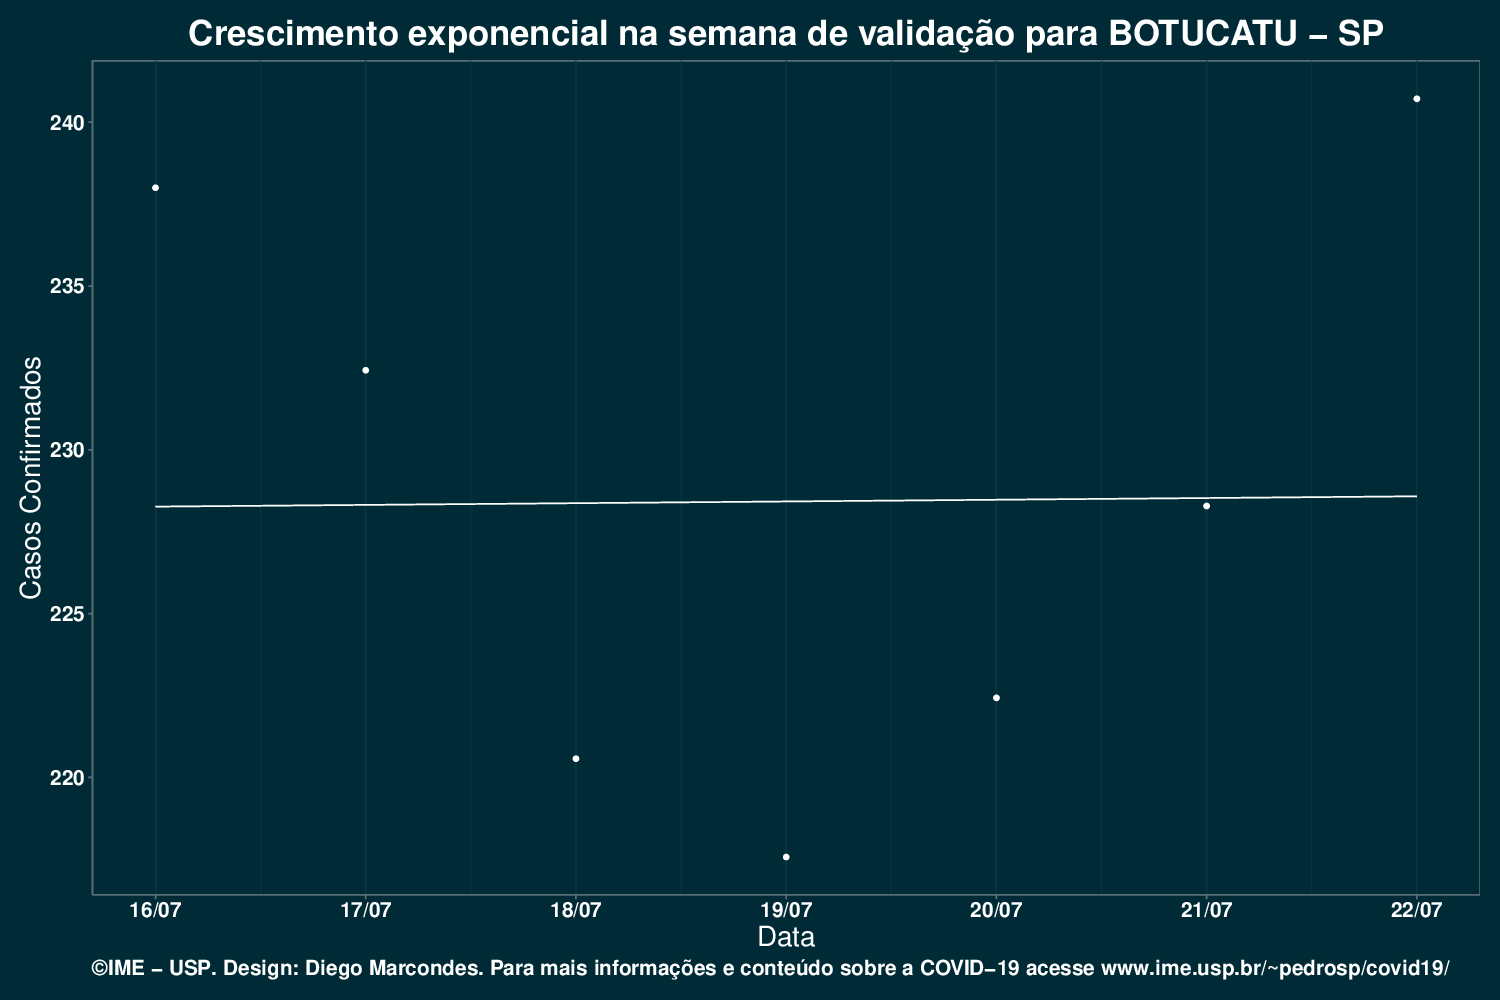 Crescimento exponencial na semana de validação para BOTUCATU – SP
240
235
230
225
220
Casos Confirmados
16/07 17/07 18/07 19/07 20/07 21/07 22/07
Data
©IME – USP. Design: Diego Marcondes. Para mais informações e conteúdo sobre a COVID–19 acesse www.ime.usp.br/~pedrosp/covid19/